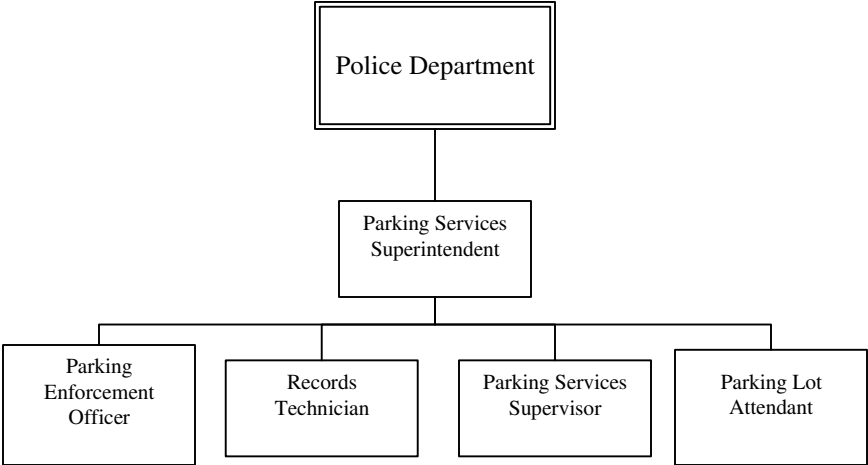 Police Department
Parking Services
Superintendent
Parking
Enforcement
Officer
Records
Technician
Parking Services
Supervisor
Parking Lot
Attendant